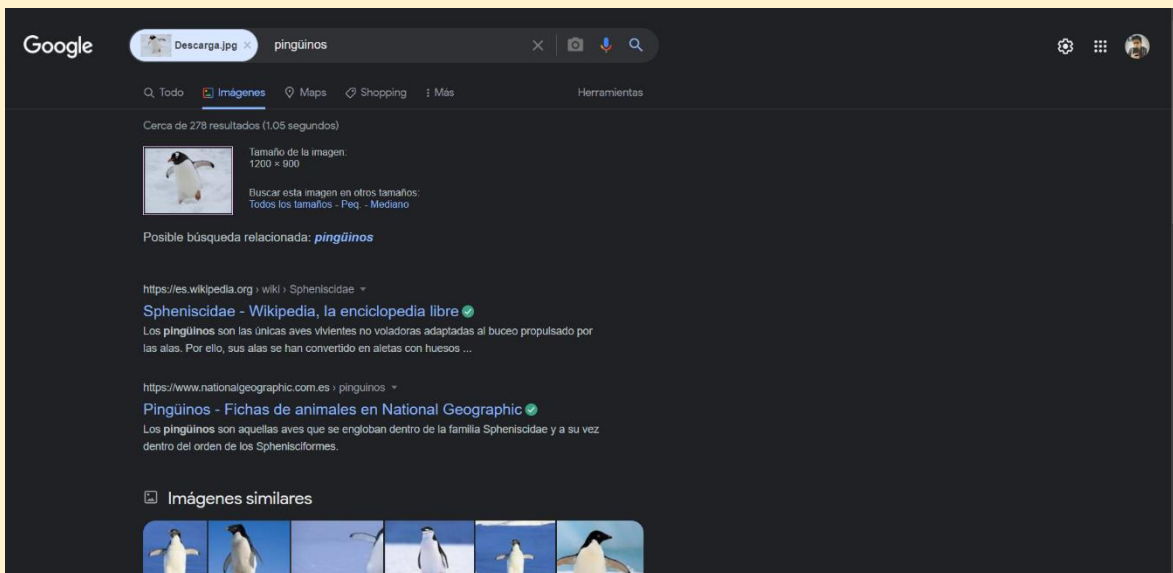 Google
Descarga.jpg × pingüinos
Todo Imágenes Maps Shopping Más Herramientas
Cerca de 278 resultados (1.05 segundos)
Tamaño de la imagen:
1200 × 900
Buscar esta imagen en otros tamaños:
Todos los tamaños - Peq. - Mediano
Posible búsqueda relacionada: pingüinos
https://es.wikipedia.org › wiki › Spheniscidae
Spheniscidae - Wikipedia, la enciclopedia libre
Los pingüinos son las únicas aves vivientes no voladoras adaptadas al buceo propulsado por
las alas. Por ello, sus alas se han convertido en aletas con huesos ...
https://www.nationalgeographic.com.es › pinguinos
Pingüinos - Fichas de animales en National Geographic
Los pingüinos son aquellas aves que se engloban dentro de la familia Spheniscidae y a su vez
dentro del orden de los Sphenisciformes.
Imágenes similares